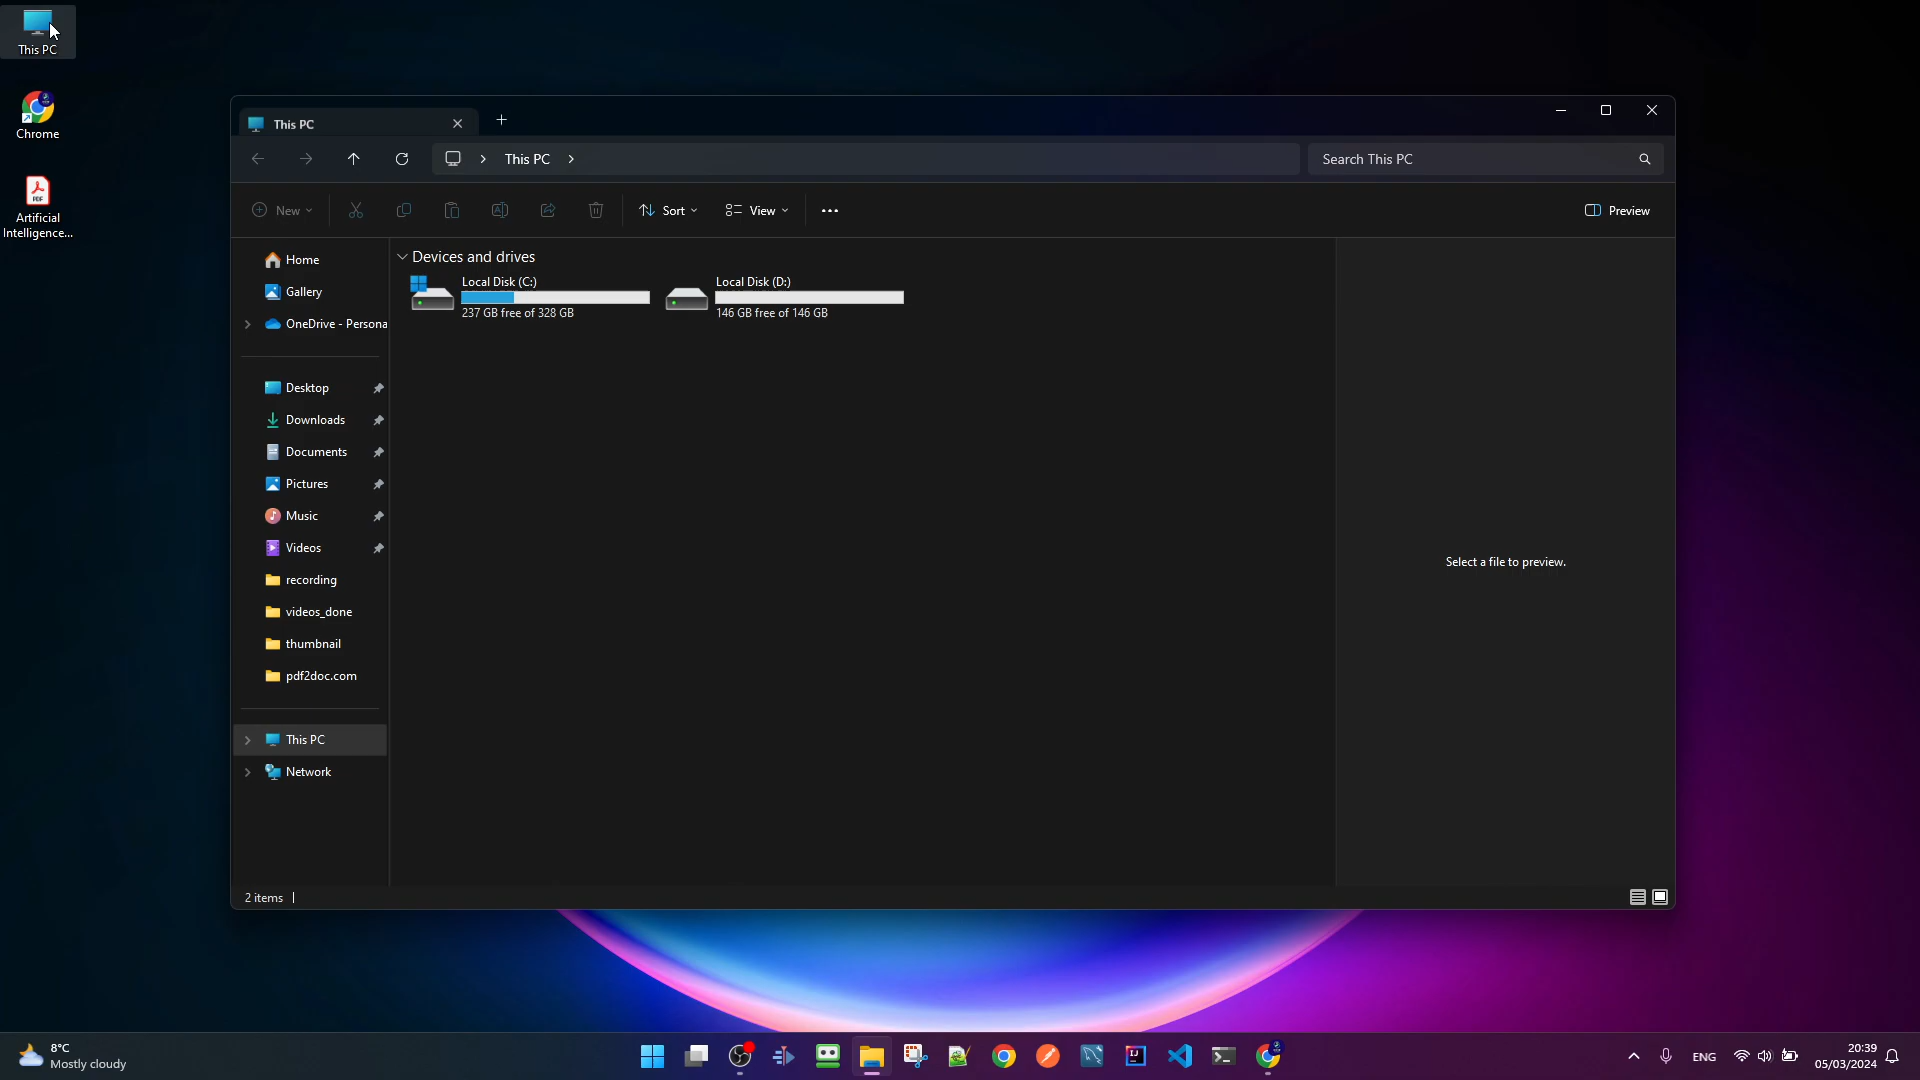 This PC
Chrome
Artificial
Intelligence...
This PC
This PC
Search This PC
New
Sort
View
Preview
Home
Gallery
OneDrive - Persona
Desktop
Downloads
Documents
Pictures
Music
Videos
recording
videos_done
thumbnail
pdf2doc.com
This PC
Network
Devices and drives
Local Disk (C:)
237 GB free of 328 GB
Local Disk (D:)
146 GB free of 146 GB
Select a file to preview.
2 items
8°C
Mostly cloudy
ENG
20:39
05/03/2024